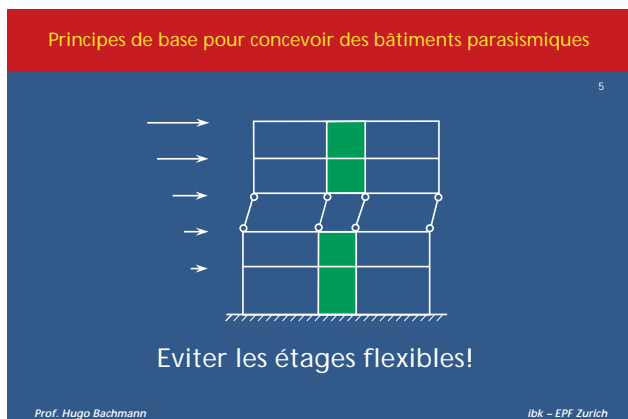 Principes de base pour concevoir des bâtiments parasismiques
5
Eviter les étages flexibles!
Prof. Hugo Bachmann ibk – EPF Zurich